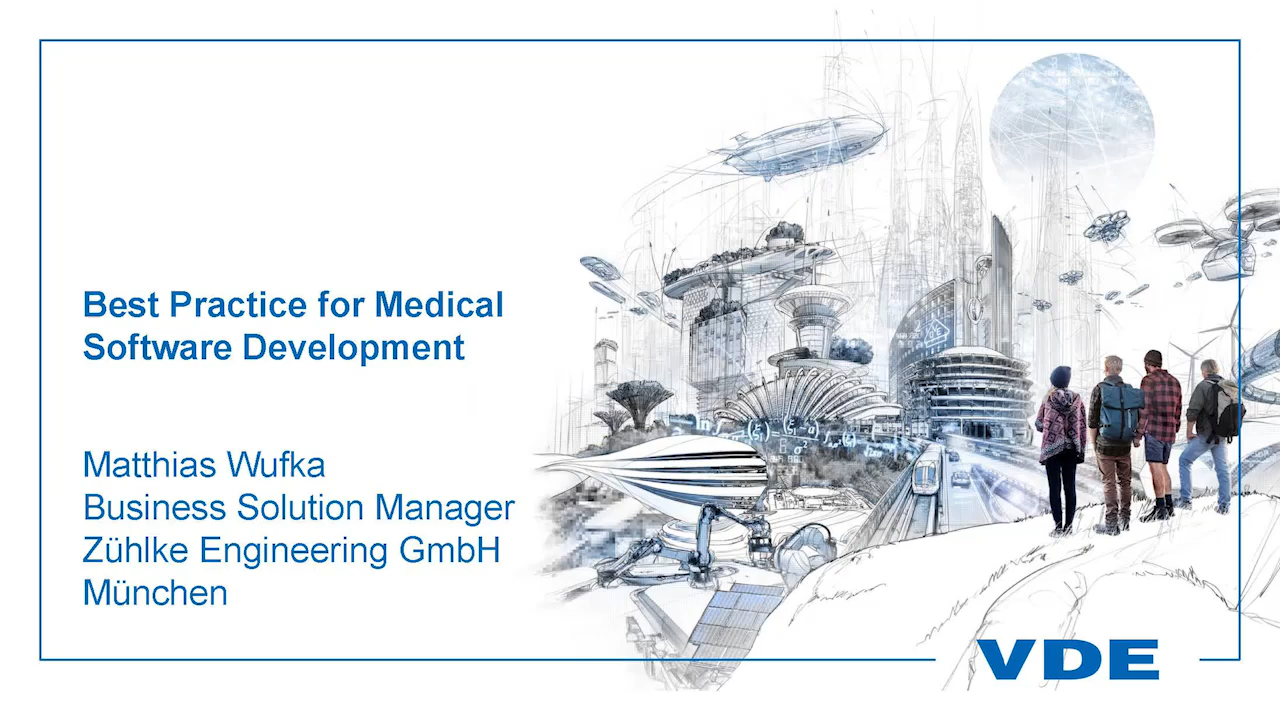 Best Practice for Medical
Software Development
Matthias Wufka
Business Solution Manager
Zühlke Engineering GmbH
München
VDE